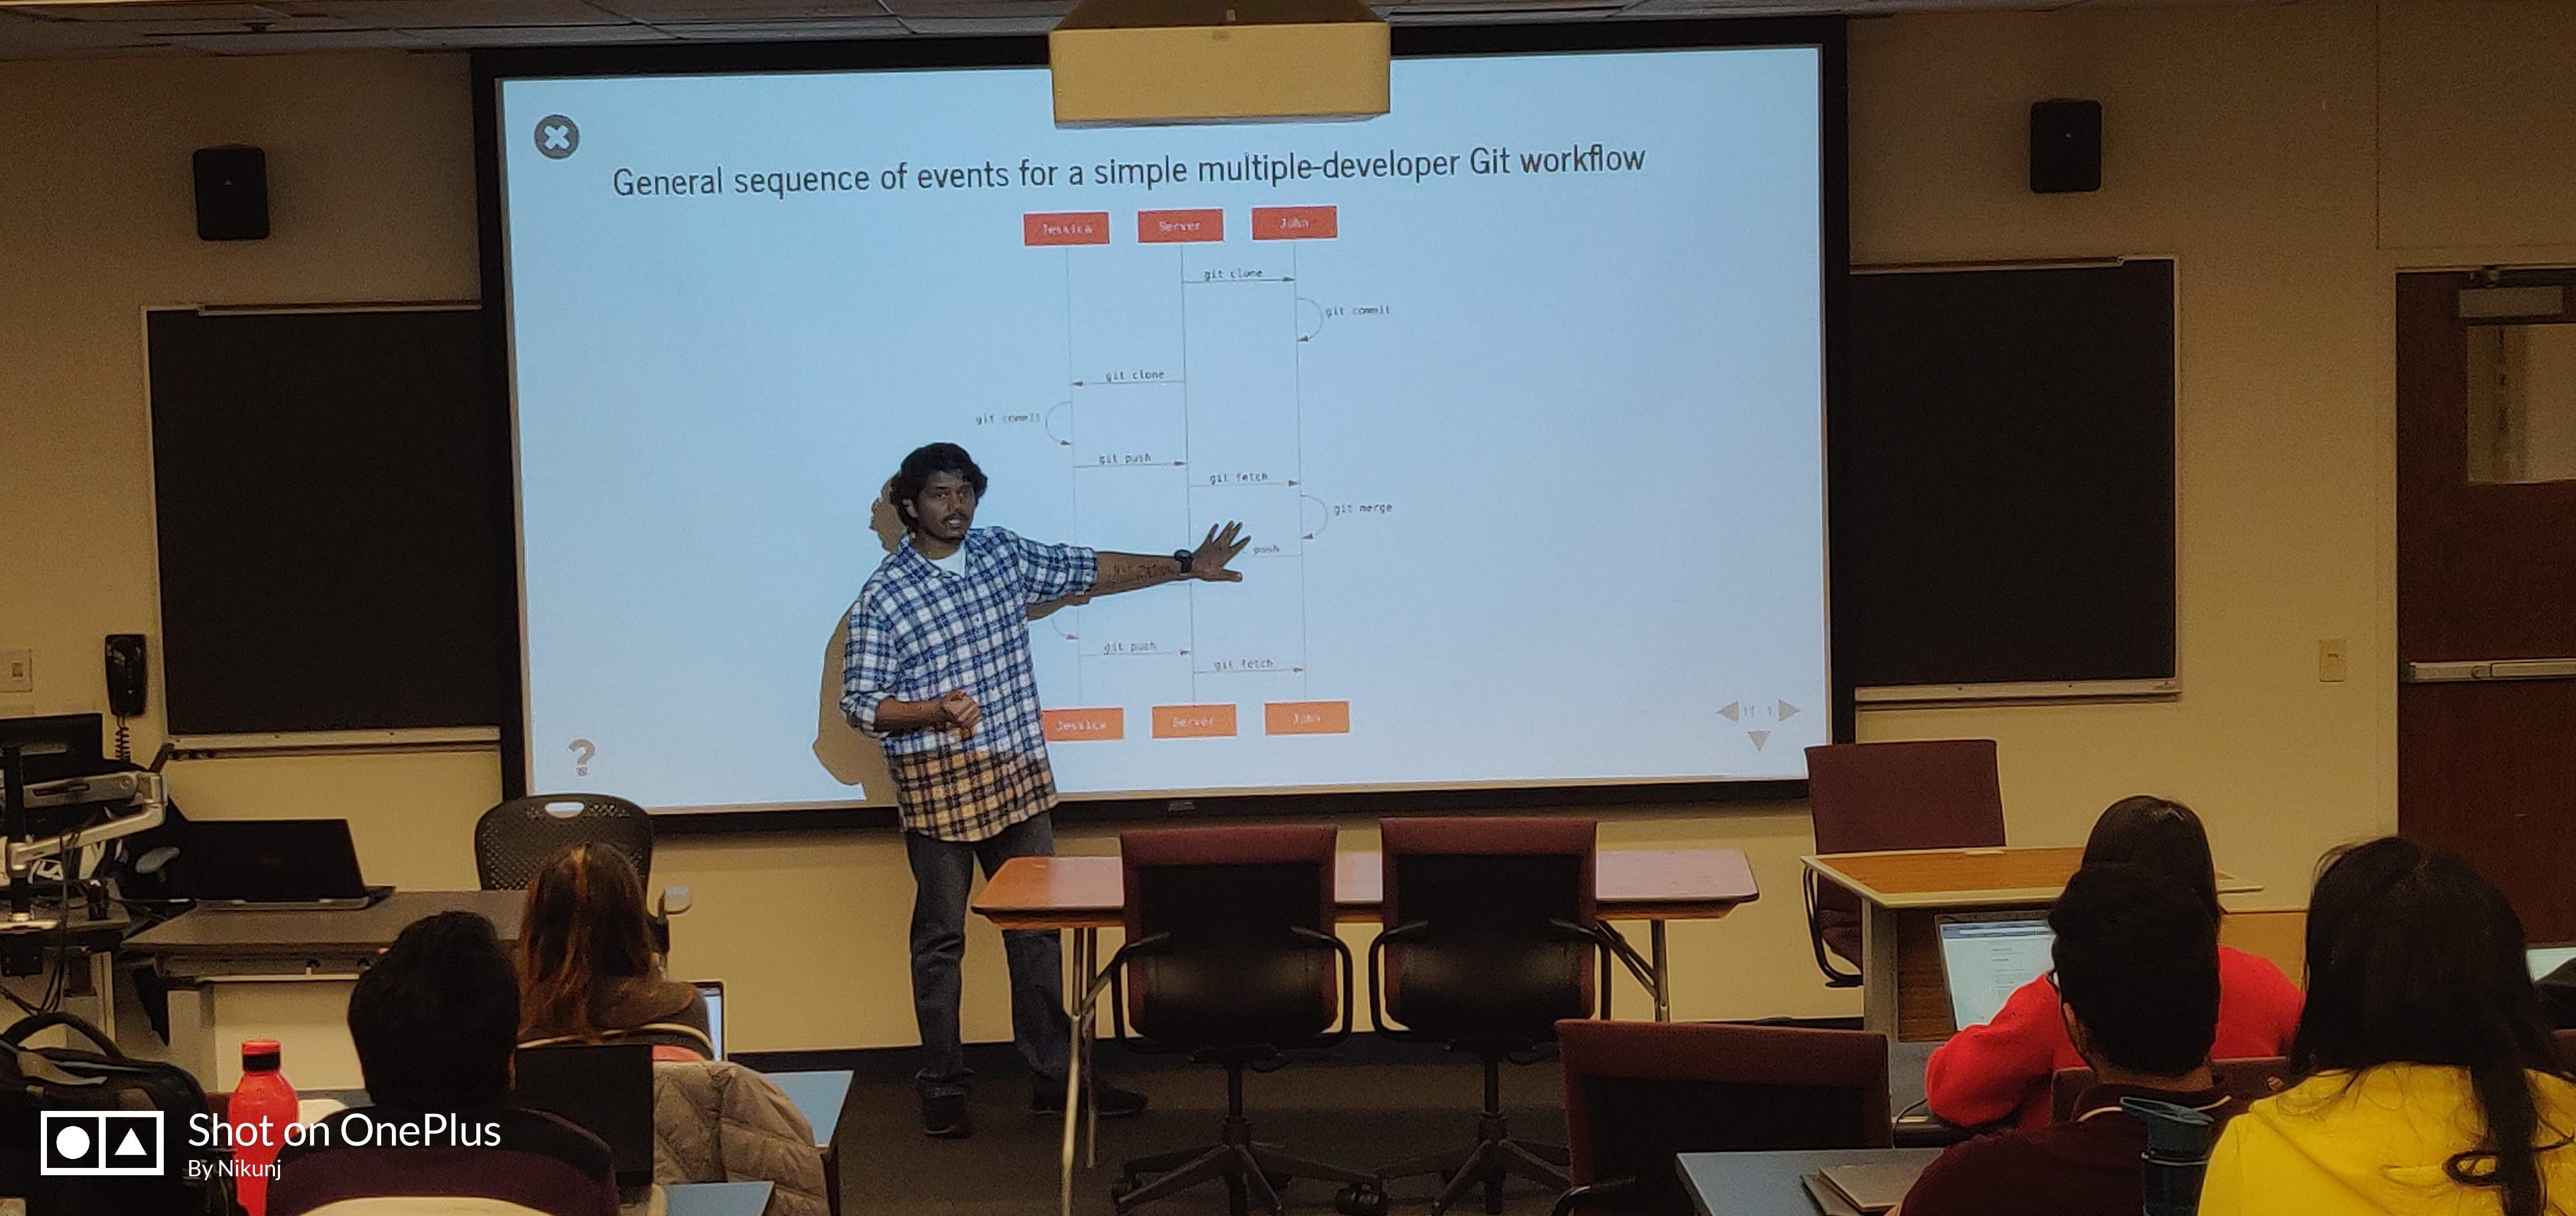 General sequence of events for a simple multiple-developer Git workflow
Jessica Server John
git clone
git commit
git clone
git commit
git push
git fetch
git merge
push
git push
git fetch
Jessica Server John
?
Shot on OnePlus
By Nikunj